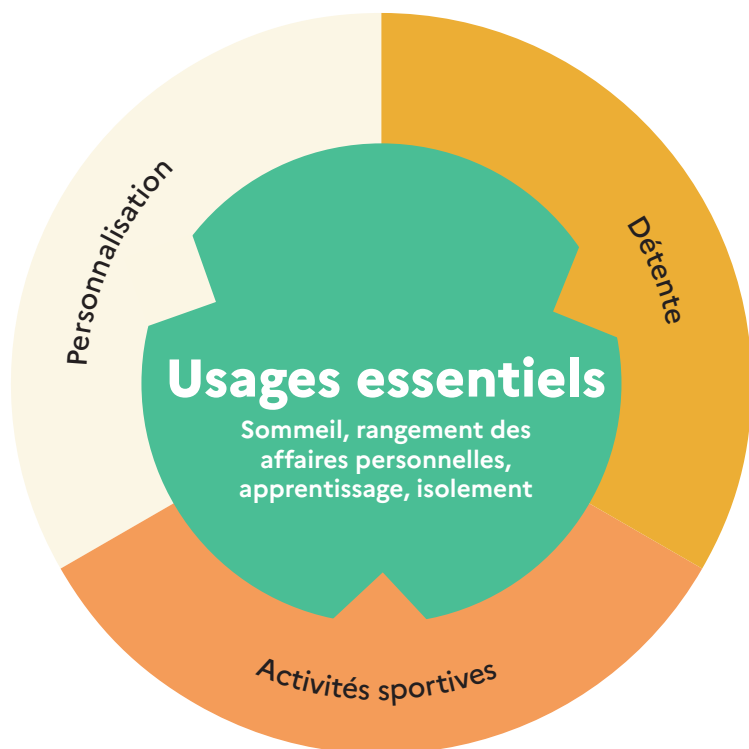 Personnalisation
Détente
Usages essentiels
Sommeil, rangement des
affaires personnelles,
apprentissage, isolement
Activités sportives